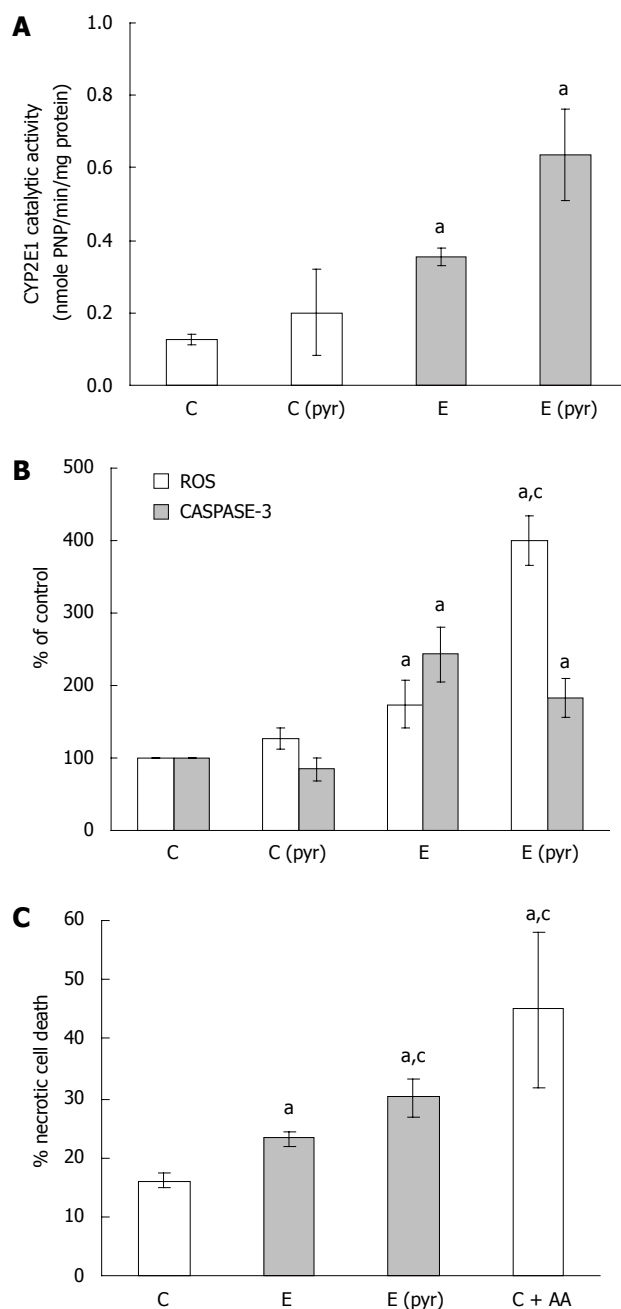 A
CYP2E1 catalytic activity
(nmole PNP/min/mg protein)
1.0
0.8
0.6
0.4
0.2
0.0
a
a
C
C (pyr)
E
E (pyr)
B
% of control
500
400
300
200
100
0
ROS
CASPASE-3
a
a
a,c
a
C
C (pyr)
E
E (pyr)
C
% necrotic cell death
60
50
40
30
20
10
0
a
a,c
a,c
C
E
E (pyr)
C + AA